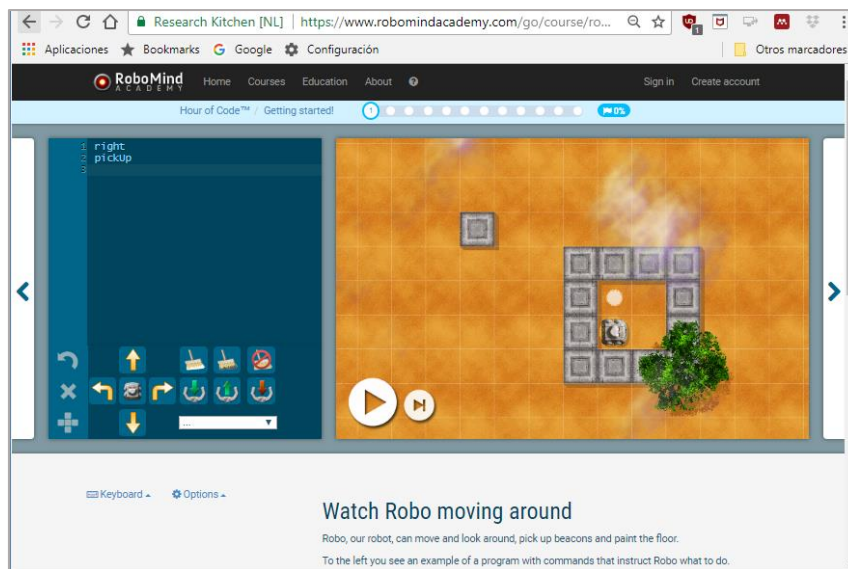 Research Kitchen [NL] | https://www.robomindacademy.com/go/course/ro...
1
Aplicaciones Bookmarks Google Configuración Otros marcadores
RoboMind ACADEMY Home Courses Education About ? Sign in Create account
Hour of Code™ / Getting started! 1 0%
1 right
2 pickUp
3
...
Keyboard Options
Watch Robo moving around
Robo, our robot, can move and look around, pick up beacons and paint the floor.
To the left you see an example of a program with commands that instruct Robo what to do.